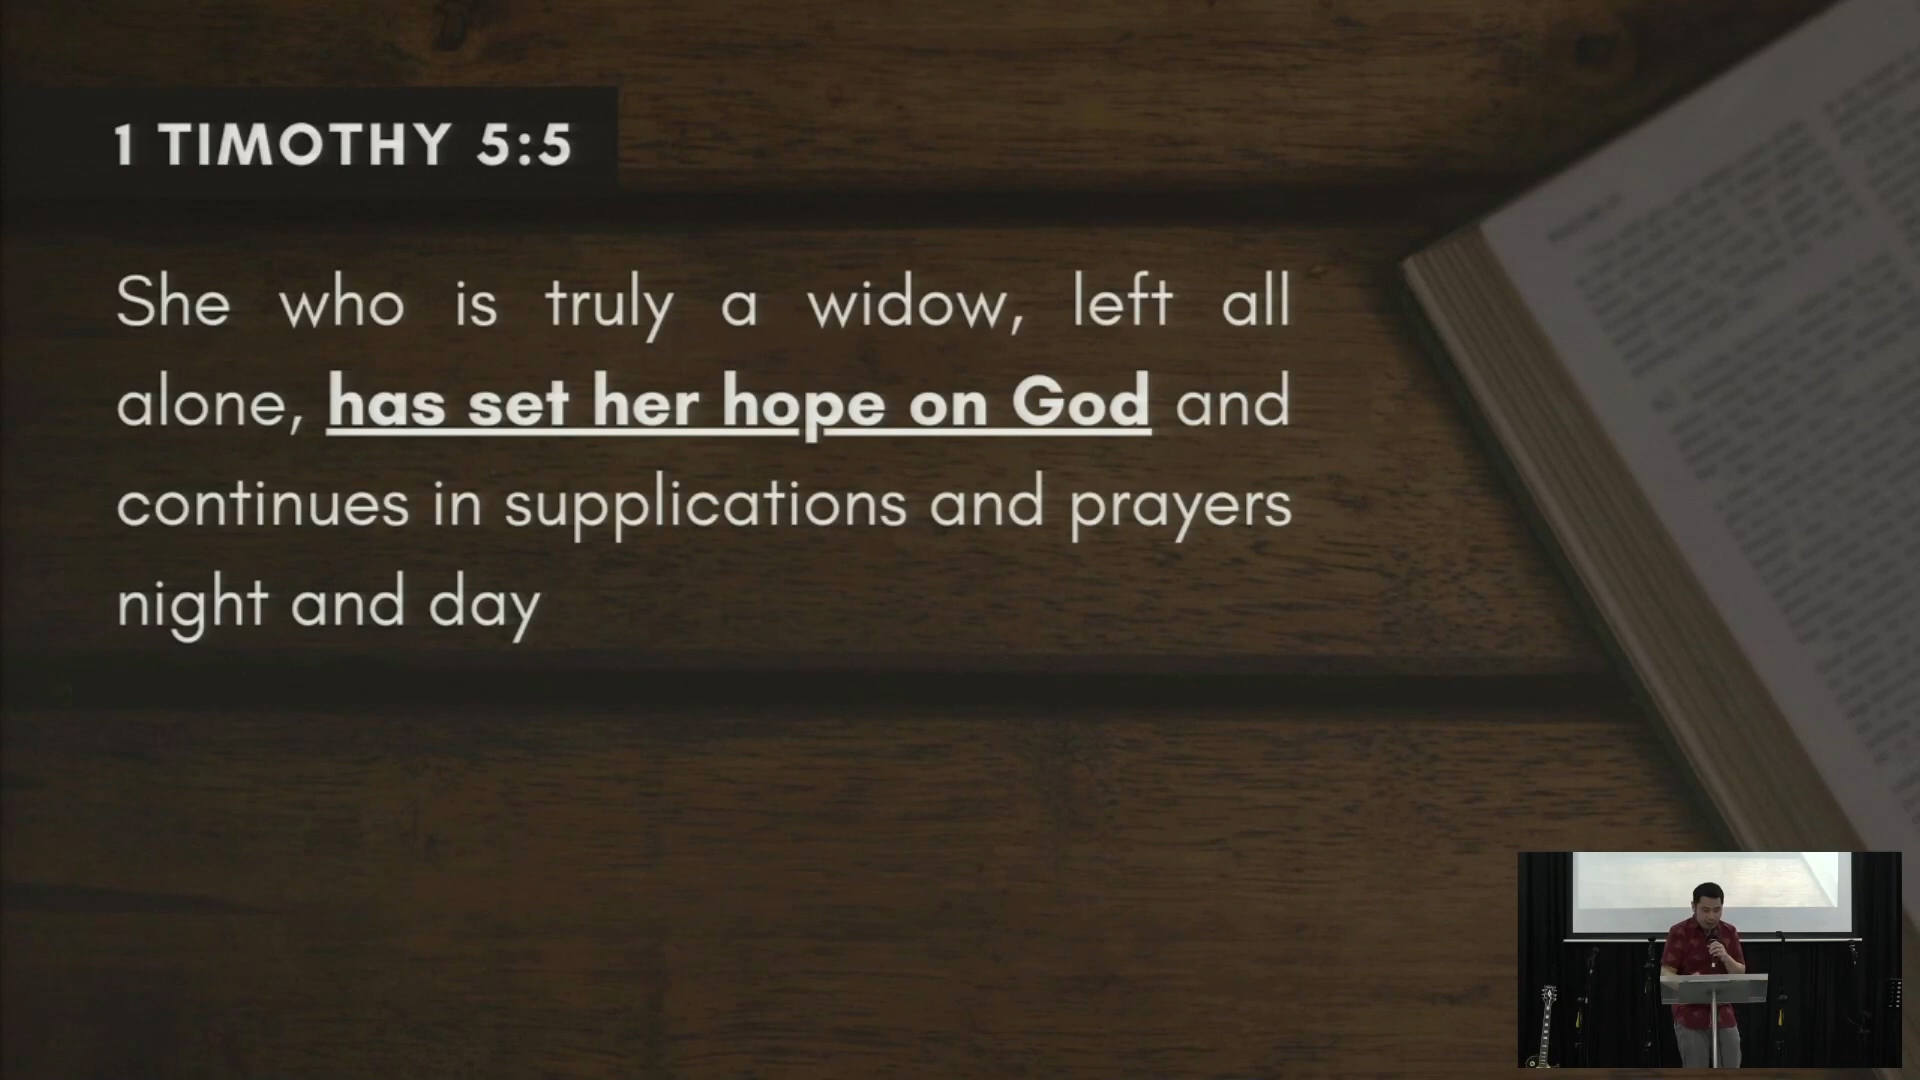 1 TIMOTHY 5:5
She who is truly a widow, left all
alone, has set her hope on God and
continues in supplications and prayers
night and day